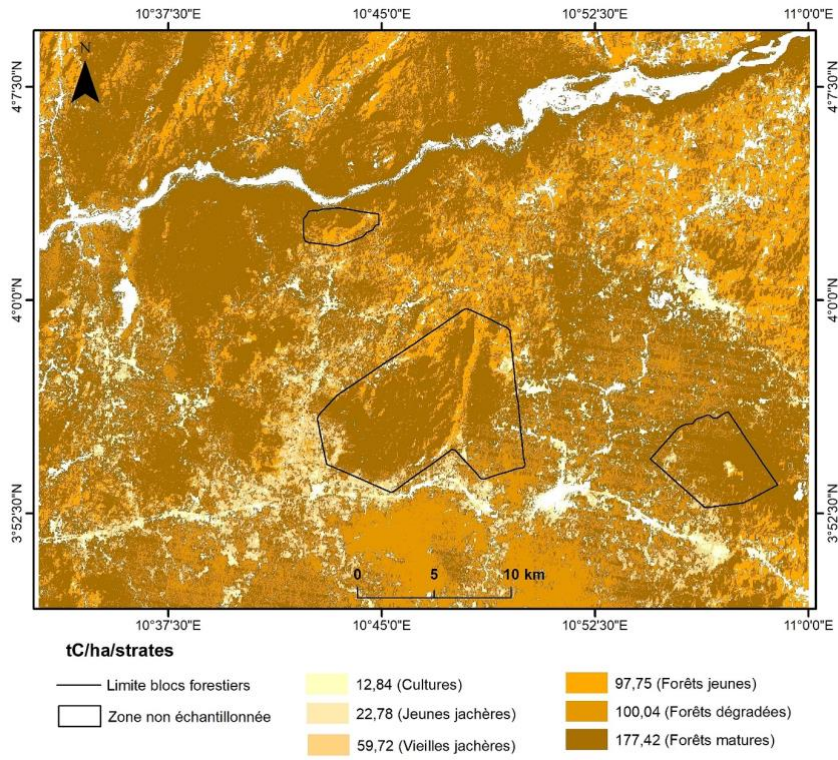 10°37'30"E 10°45'0"E 10°52'30"E 11°0'0"E
N
4°7'30"N 4°7'30"N
4°0'0"N 4°0'0"N
3°52'30"N 3°52'30"N
0 5 10 km
10°37'30"E 10°45'0"E 10°52'30"E 11°0'0"E
tC/ha/strates
Limite blocs forestiers
Zone non échantillonnée
12,84 (Cultures)
22,78 (Jeunes jachères)
59,72 (Vieilles jachères)
97,75 (Forêts jeunes)
100,04 (Forêts dégradées)
177,42 (Forêts matures)